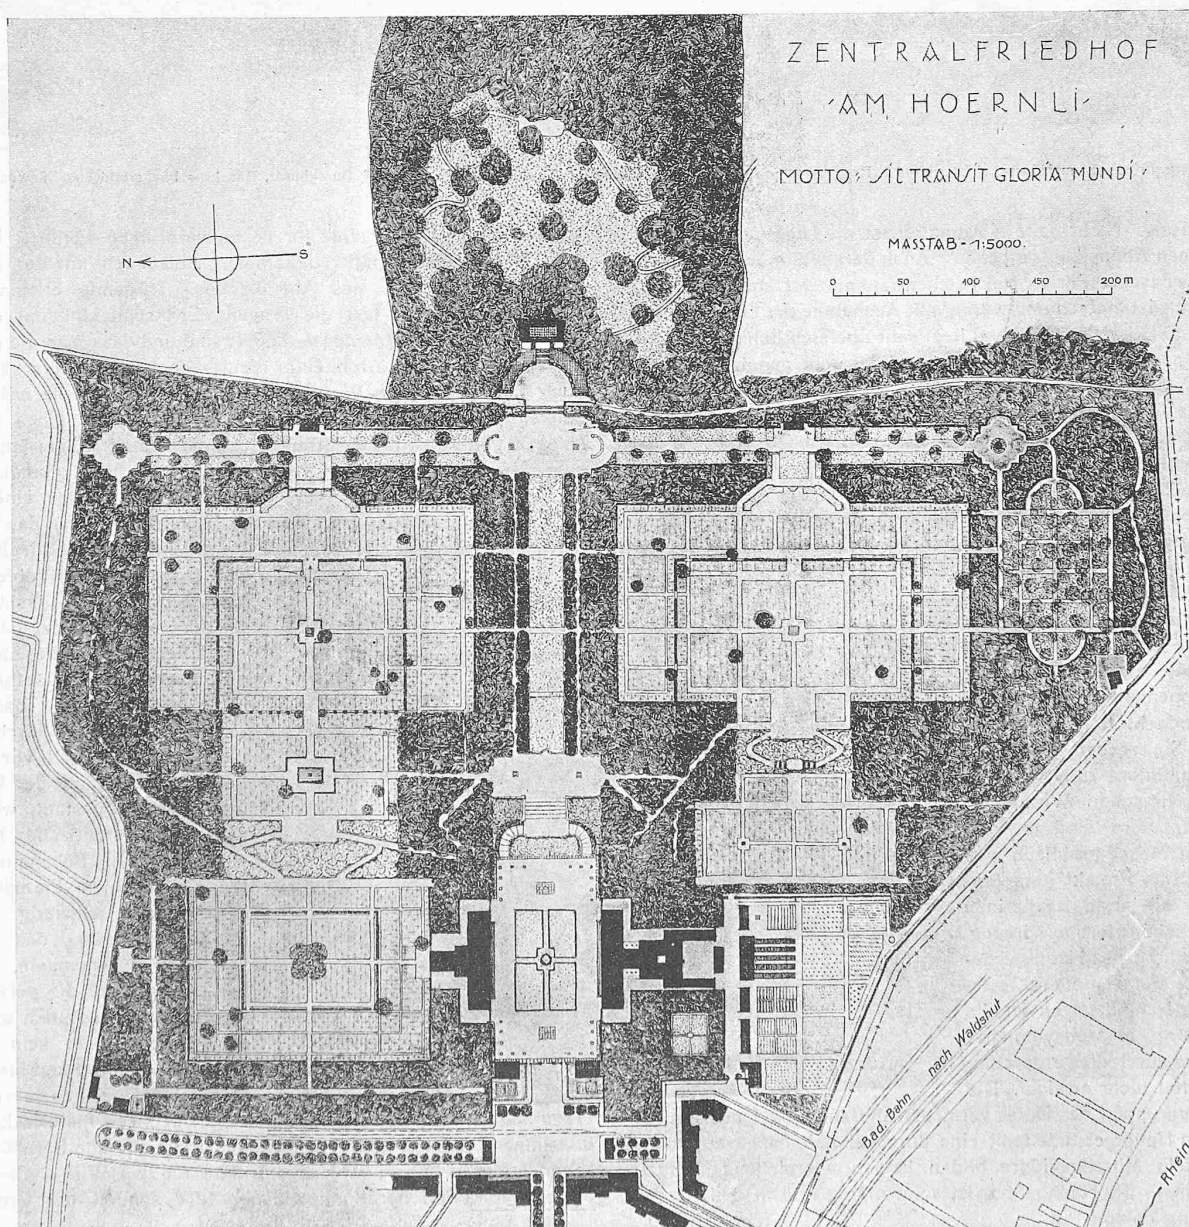 ZENTRALFRIEDHOF
AM HOERNLI
MOTTO: SIC TRANSIT GLORIA MUNDI
MASSTAB - 1:5000.
0 50 100 150 200 m
N S
Bad. Bahn nach Waldshut
Rhein